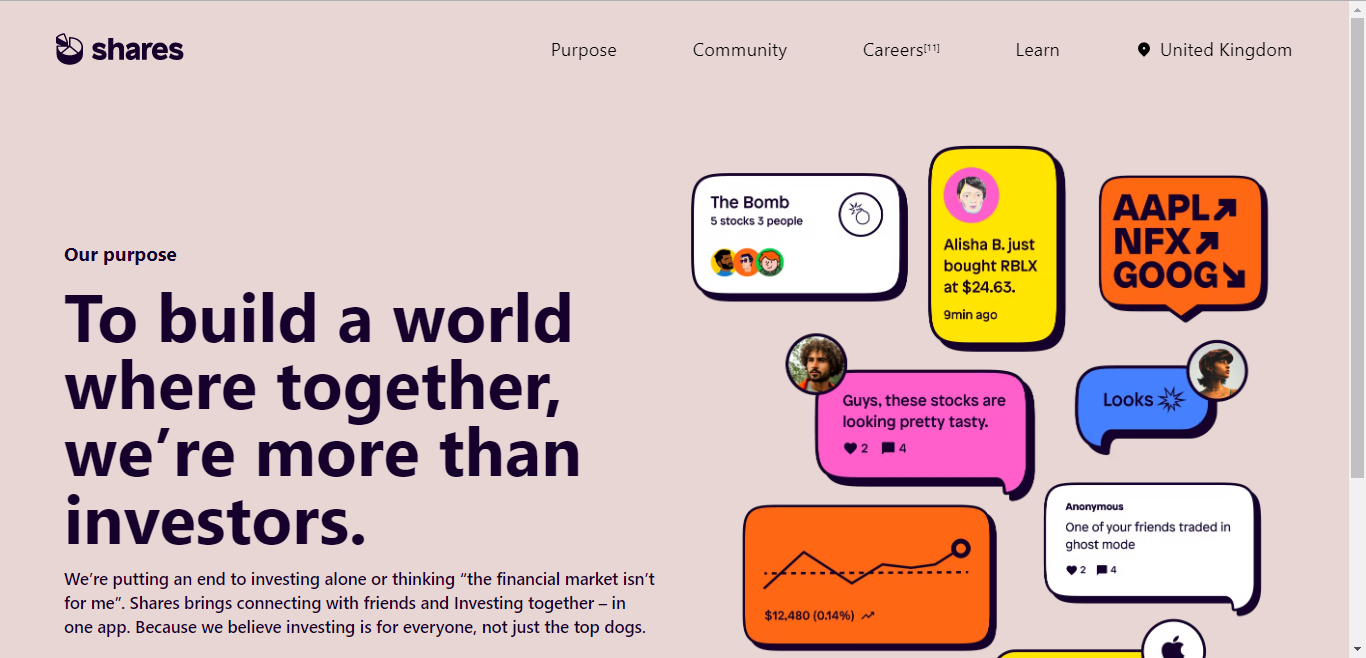 shares
Purpose
Community
Careers[11]
Learn
United Kingdom
Our purpose
To build a world
where together,
we’re more than
investors.
We’re putting an end to investing alone or thinking “the financial market isn’t
for me”. Shares brings connecting with friends and Investing together – in
one app. Because we believe investing is for everyone, not just the top dogs.
The Bomb
5 stocks 3 people
Alisha B. just
bought RBLX
at $24.63.
9min ago
AAPL
NFX
GOOG
Guys, these stocks are
looking pretty tasty.
2 4
Looks
Anonymous
One of your friends traded in
ghost mode
2 4
$12,480 (0.14%)